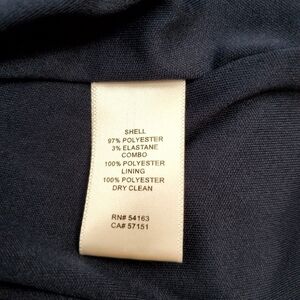 SHELL
97% POLYESTER
3% ELASTANE
COMBO
100% POLYESTER
LINING
100% POLYESTER
DRY CLEAN
RN# 54163
CA# 57151